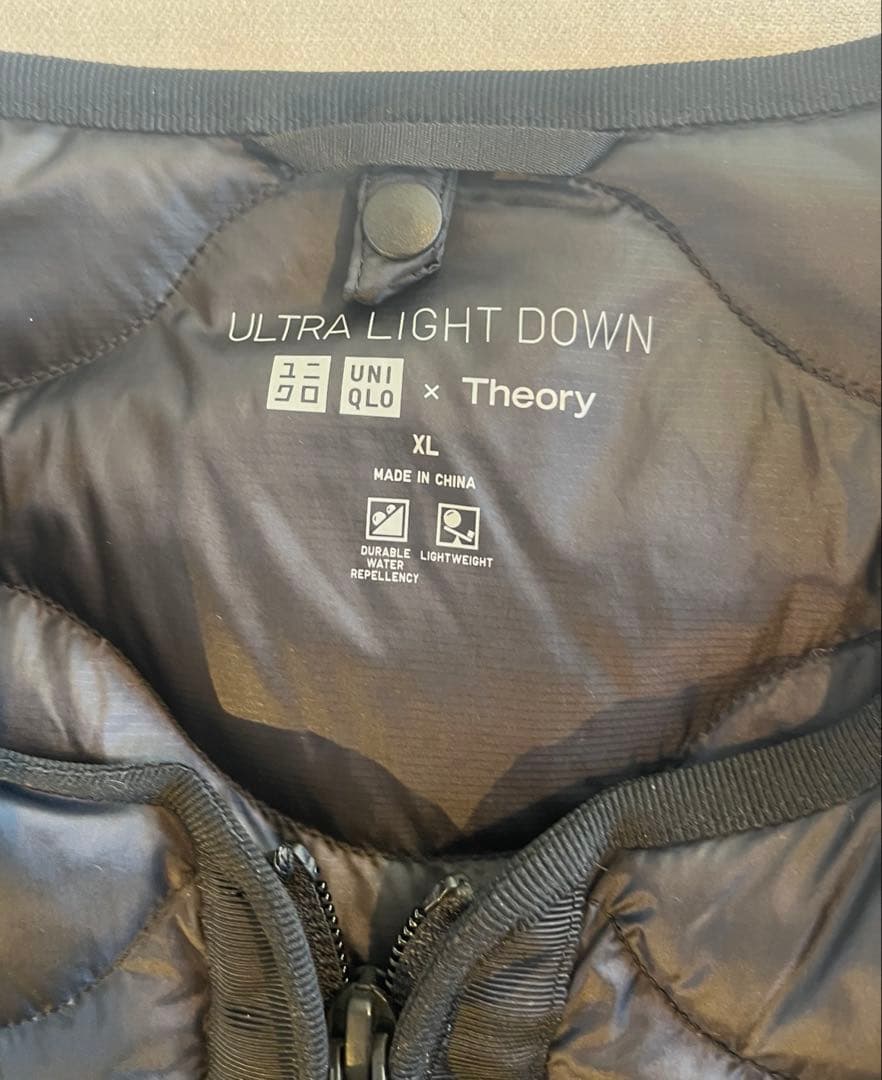 ULTRA LIGHT DOWN
ユニ UNI
クロ QLO × Theory
XL
MADE IN CHINA
DURABLE WATER REPELLENCY
LIGHTWEIGHT